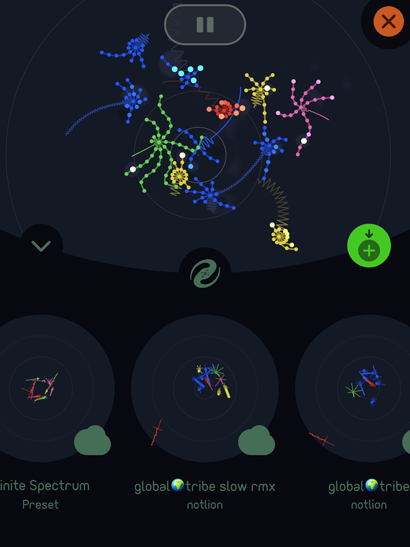 inite Spectrum
Preset
global🌍tribe slow rmx
notlion
global🌍tribe
notlion